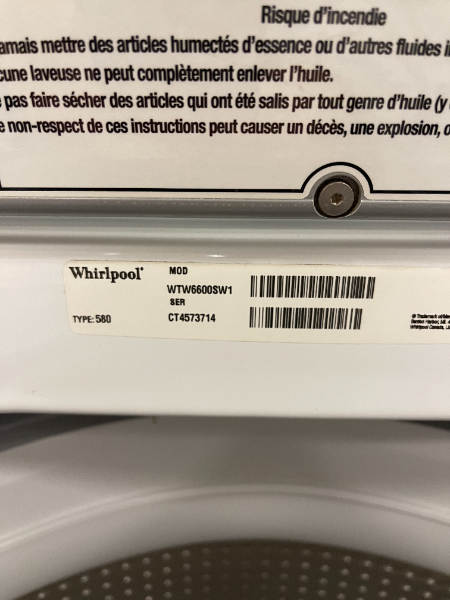 Risque d'incendie
amais mettre des articles humectés d'essence ou d'autres fluides
cune laveuse ne peut complètement enlever l'huile.
pas faire sécher des articles qui ont été salis par tout genre d'huile (y
e non-respect de ces instructions peut causer un décès, une explosion,
Whirlpool
MOD
WTW6600SW1
SER
TYPE: 580 CT4573714